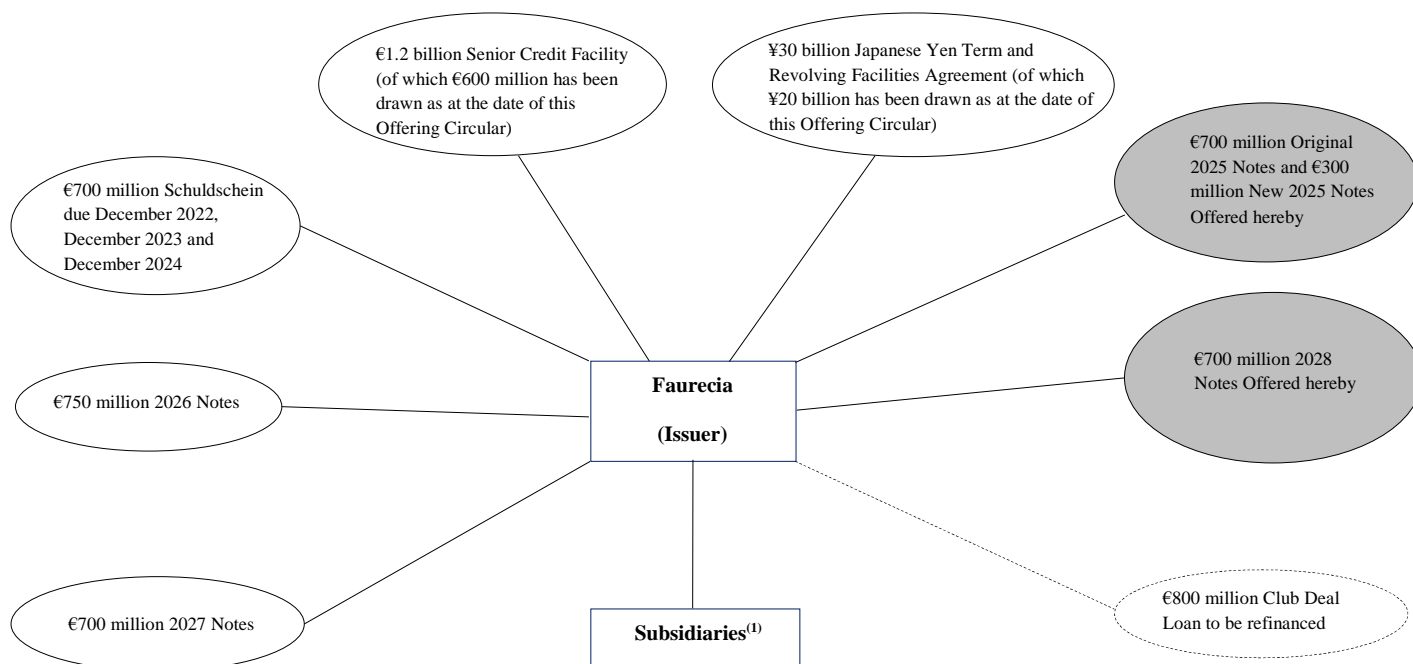 €1.2 billion Senior Credit Facility
(of which €600 million has been
drawn as at the date of this
Offering Circular)
¥30 billion Japanese Yen Term and
Revolving Facilities Agreement (of which
¥20 billion has been drawn as at the date of
this Offering Circular)
€700 million Original
2025 Notes and €300
million New 2025 Notes
Offered hereby
€700 million Schuldschein
due December 2022,
December 2023 and
December 2024
€700 million 2028
Notes Offered hereby
€750 million 2026 Notes
Faurecia
(Issuer)
€700 million 2027 Notes
Subsidiaries(1)
€800 million Club Deal
Loan to be refinanced